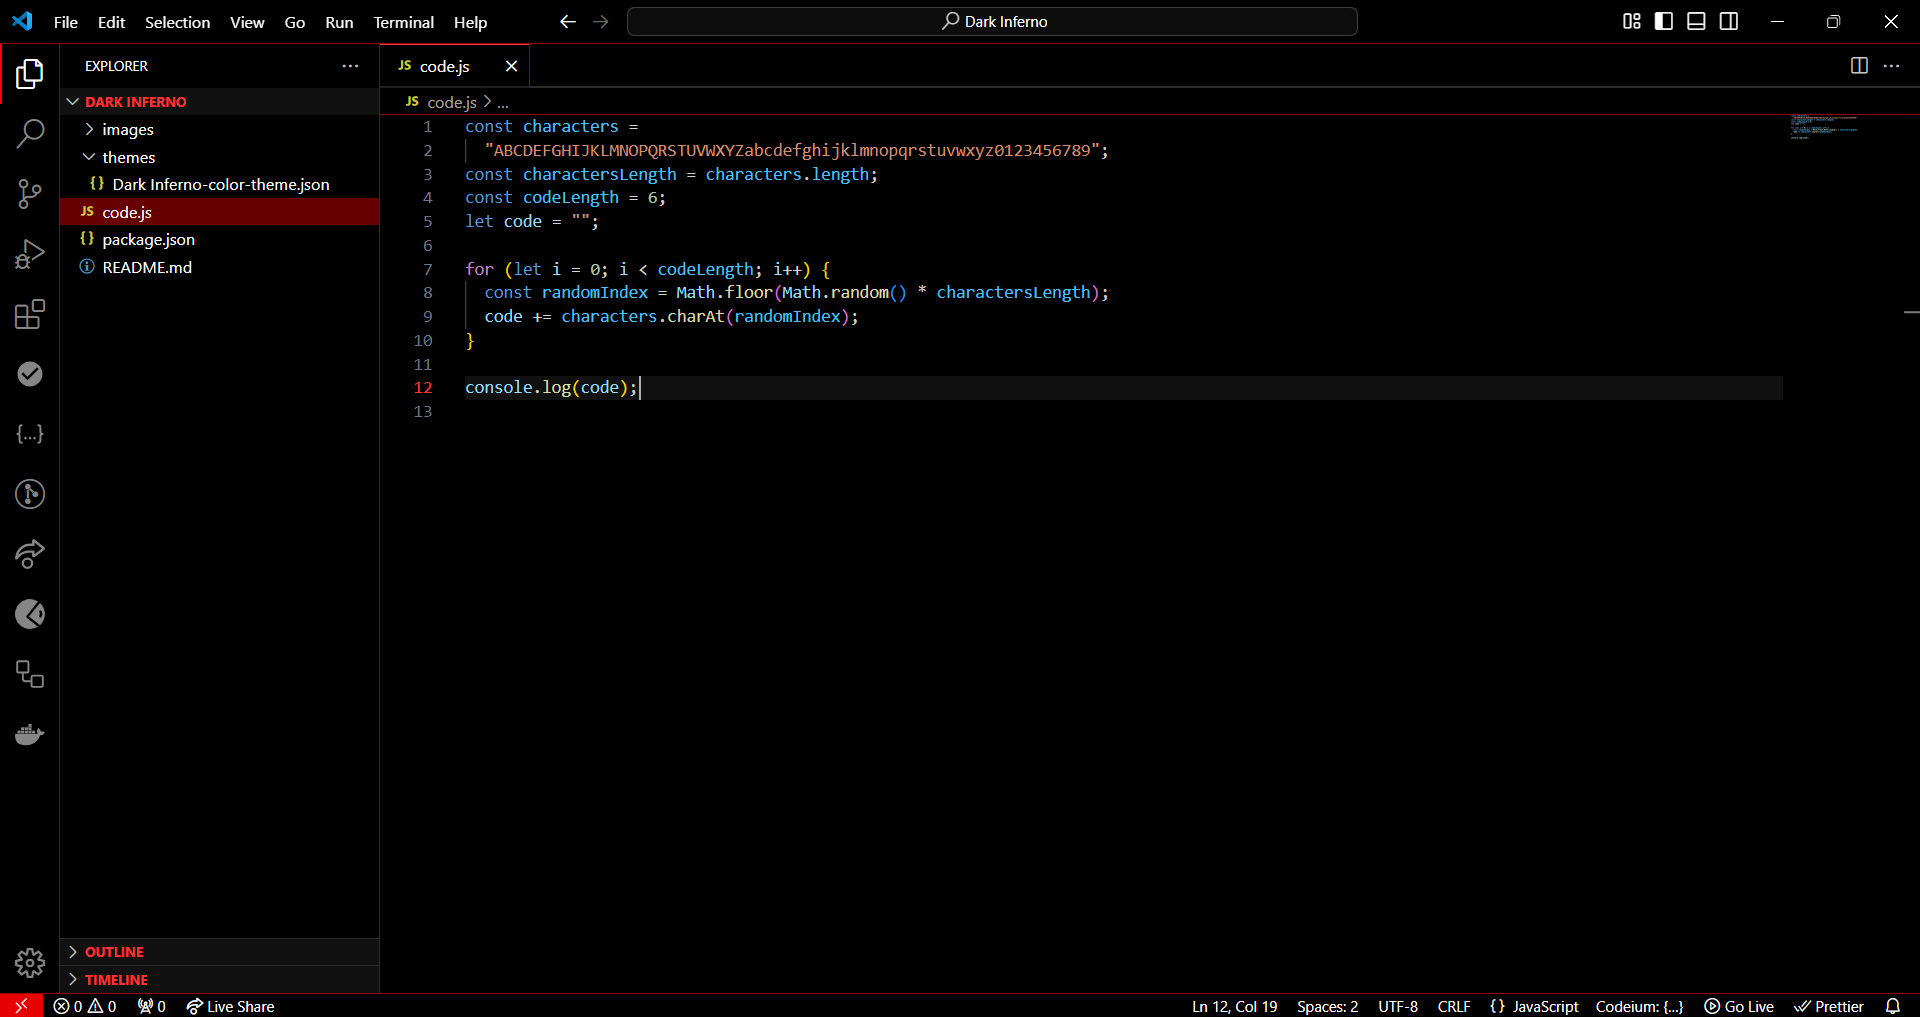 File Edit Selection View Go Run Terminal Help
Dark Inferno
EXPLORER
DARK INFERNO
images
themes
{} Dark Inferno-color-theme.json
JS code.js
{} package.json
README.md
OUTLINE
TIMELINE
JS code.js
JS code.js > ...
1 const characters =
2 "ABCDEFGHIJKLMNOPQRSTUVWXYZabcdefghijklmnopqrstuvwxyz0123456789";
3 const charactersLength = characters.length;
4 const codeLength = 6;
5 let code = "";
6
7 for (let i = 0; i < codeLength; i++) {
8 const randomIndex = Math.floor(Math.random() * charactersLength);
9 code += characters.charAt(randomIndex);
10 }
11
12 console.log(code);
13
0 0 0 Live Share Ln 12, Col 19 Spaces: 2 UTF-8 CRLF {} JavaScript Codeium: {...} Go Live Prettier